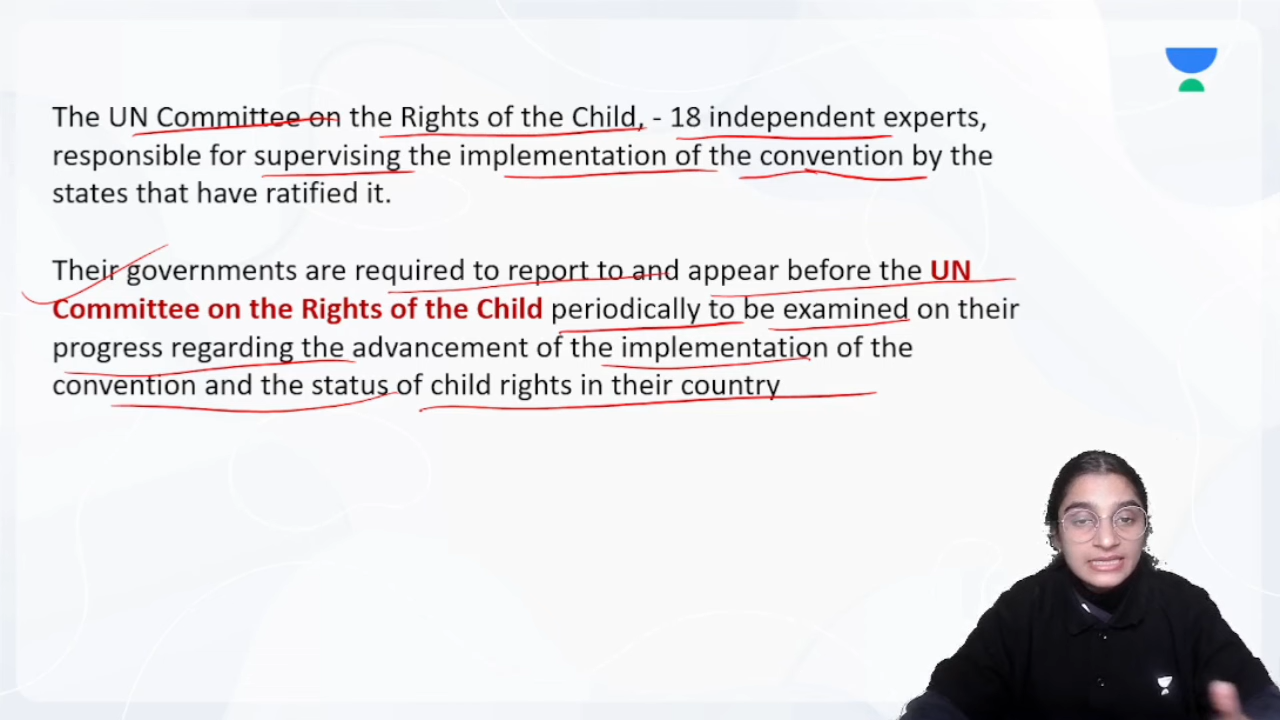 The UN Committee on the Rights of the Child, - 18 independent experts,
responsible for supervising the implementation of the convention by the
states that have ratified it.
Their governments are required to report to and appear before the UN
Committee on the Rights of the Child periodically to be examined on their
progress regarding the advancement of the implementation of the
convention and the status of child rights in their country